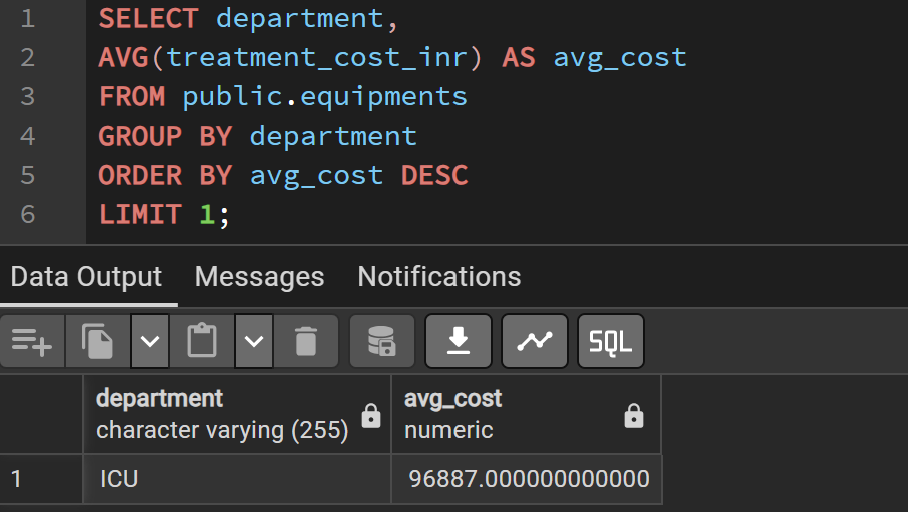 1 SELECT department,
2 AVG(treatment_cost_inr) AS avg_cost
3 FROM public.equipments
4 GROUP BY department
5 ORDER BY avg_cost DESC
6 LIMIT 1;
Data Output Messages Notifications
SQL
department avg_cost
character varying (255) numeric
1 ICU 96887.000000000000